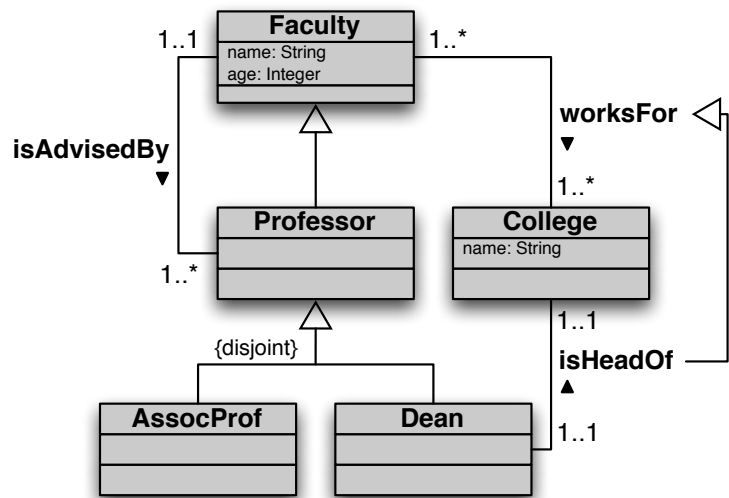 Faculty
name: String
age: Integer
1..1
1..*
isAdvisedBy
worksFor
1..*
Professor
College
name: String
1..*
1..1
{disjoint}
isHeadOf
AssocProf
Dean
1..1